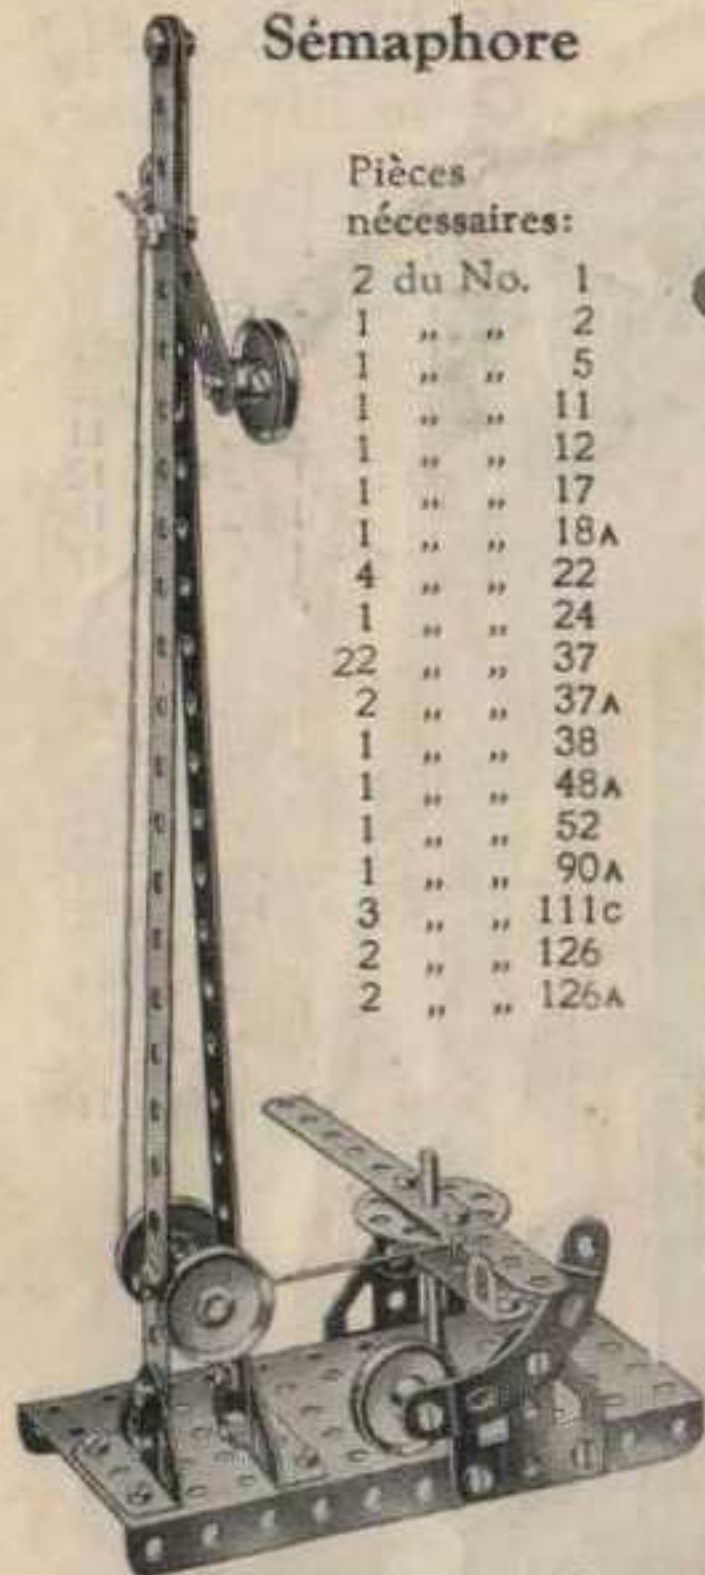 Sémaphore
Pièces
nécessaires:
2 du No. 1
1 „ „ 2
1 „ „ 5
1 „ „ 11
1 „ „ 12
1 „ „ 17
1 „ „ 18A
4 „ „ 22
1 „ „ 24
22 „ „ 37
2 „ „ 37A
1 „ „ 38
1 „ „ 48A
1 „ „ 52
1 „ „ 90A
3 „ „ 111c
2 „ „ 126
2 „ „ 126A